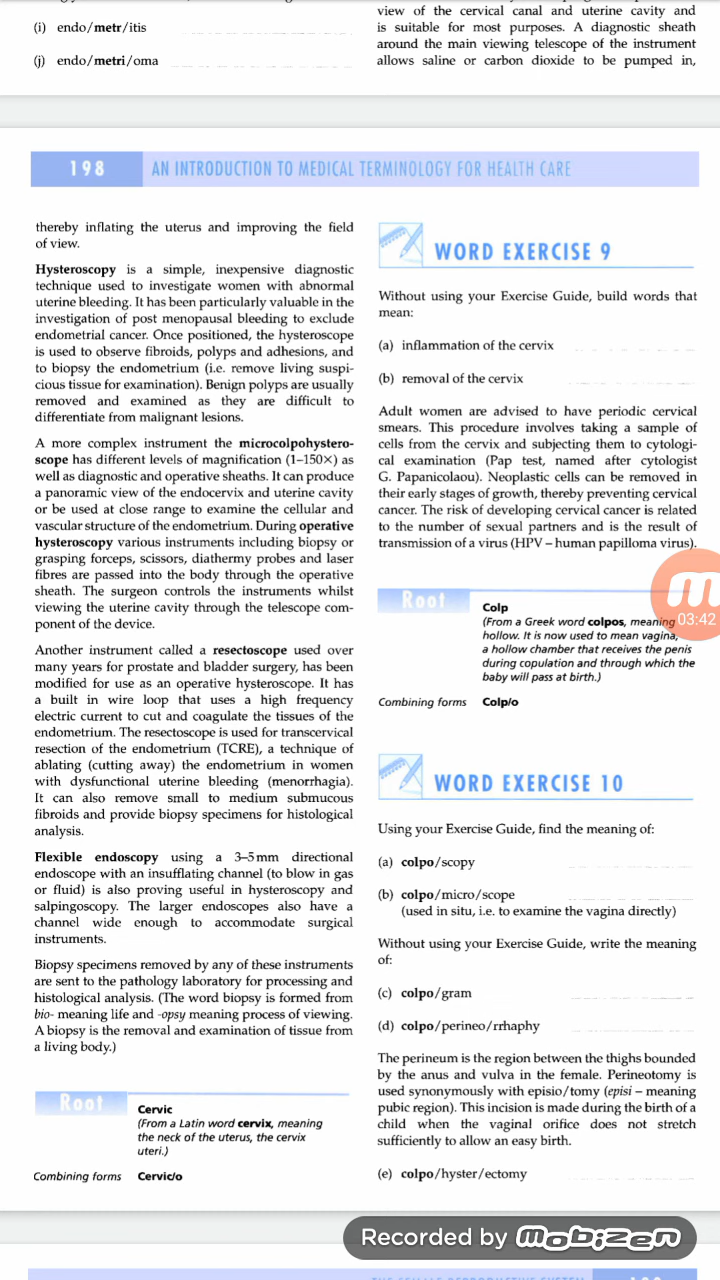 (i) endo/metr/itis
(j) endo/metri/oma
view of the cervical canal and uterine cavity and
is suitable for most purposes. A diagnostic sheath
around the main viewing telescope of the instrument
allows saline or carbon dioxide to be pumped in,
198 AN INTRODUCTION TO MEDICAL TERMINOLOGY FOR HEALTH CARE
thereby inflating the uterus and improving the field
of view.
Hysteroscopy is a simple, inexpensive diagnostic
technique used to investigate women with abnormal
uterine bleeding. It has been particularly valuable in the
investigation of post menopausal bleeding to exclude
endometrial cancer. Once positioned, the hysteroscope
is used to observe fibroids, polyps and adhesions, and
to biopsy the endometrium (i.e. remove living suspi-
cious tissue for examination). Benign polyps are usually
removed and examined as they are difficult to
differentiate from malignant lesions.
A more complex instrument the microcolpohystero-
scope has different levels of magnification (1–150×) as
well as diagnostic and operative sheaths. It can produce
a panoramic view of the endocervix and uterine cavity
or be used at close range to examine the cellular and
vascular structure of the endometrium. During operative
hysteroscopy various instruments including biopsy or
grasping forceps, scissors, diathermy probes and laser
fibres are passed into the body through the operative
sheath. The surgeon controls the instruments whilst
viewing the uterine cavity through the telescope com-
ponent of the device.
Another instrument called a resectoscope used over
many years for prostate and bladder surgery, has been
modified for use as an operative hysteroscope. It has
a built in wire loop that uses a high frequency
electric current to cut and coagulate the tissues of the
endometrium. The resectoscope is used for transcervical
resection of the endometrium (TCRE), a technique of
ablating (cutting away) the endometrium in women
with dysfunctional uterine bleeding (menorrhagia).
It can also remove small to medium submucous
fibroids and provide biopsy specimens for histological
analysis.
Flexible endoscopy using a 3–5 mm directional
endoscope with an insufflating channel (to blow in gas
or fluid) is also proving useful in hysteroscopy and
salpingoscopy. The larger endoscopes also have a
channel wide enough to accommodate surgical
instruments.
Biopsy specimens removed by any of these instruments
are sent to the pathology laboratory for processing and
histological analysis. (The word biopsy is formed from
bio- meaning life and -opsy meaning process of viewing.
A biopsy is the removal and examination of tissue from
a living body.)
Root
Cervic
(From a Latin word cervix, meaning
the neck of the uterus, the cervix
uteri.)
Combining forms Cervic/o
WORD EXERCISE 9
Without using your Exercise Guide, build words that
mean:
(a) inflammation of the cervix
(b) removal of the cervix
Adult women are advised to have periodic cervical
smears. This procedure involves taking a sample of
cells from the cervix and subjecting them to cytologi-
cal examination (Pap test, named after cytologist
G. Papanicolaou). Neoplastic cells can be removed in
their early stages of growth, thereby preventing cervical
cancer. The risk of developing cervical cancer is related
to the number of sexual partners and is the result of
transmission of a virus (HPV – human papilloma virus).
Root
Colp
(From a Greek word colpos, meaning
hollow. It is now used to mean vagina,
a hollow chamber that receives the penis
during copulation and through which the
baby will pass at birth.)
Combining forms Colp/o
03:42
WORD EXERCISE 10
Using your Exercise Guide, find the meaning of:
(a) colpo/scopy
(b) colpo/micro/scope
(used in situ, i.e. to examine the vagina directly)
Without using your Exercise Guide, write the meaning
of:
(c) colpo/gram
(d) colpo/perineo/rrhaphy
The perineum is the region between the thighs bounded
by the anus and vulva in the female. Perineotomy is
used synonymously with episio/tomy (episi – meaning
pubic region). This incision is made during the birth of a
child when the vaginal orifice does not stretch
sufficiently to allow an easy birth.
(e) colpo/hyster/ectomy
Recorded by mobizen